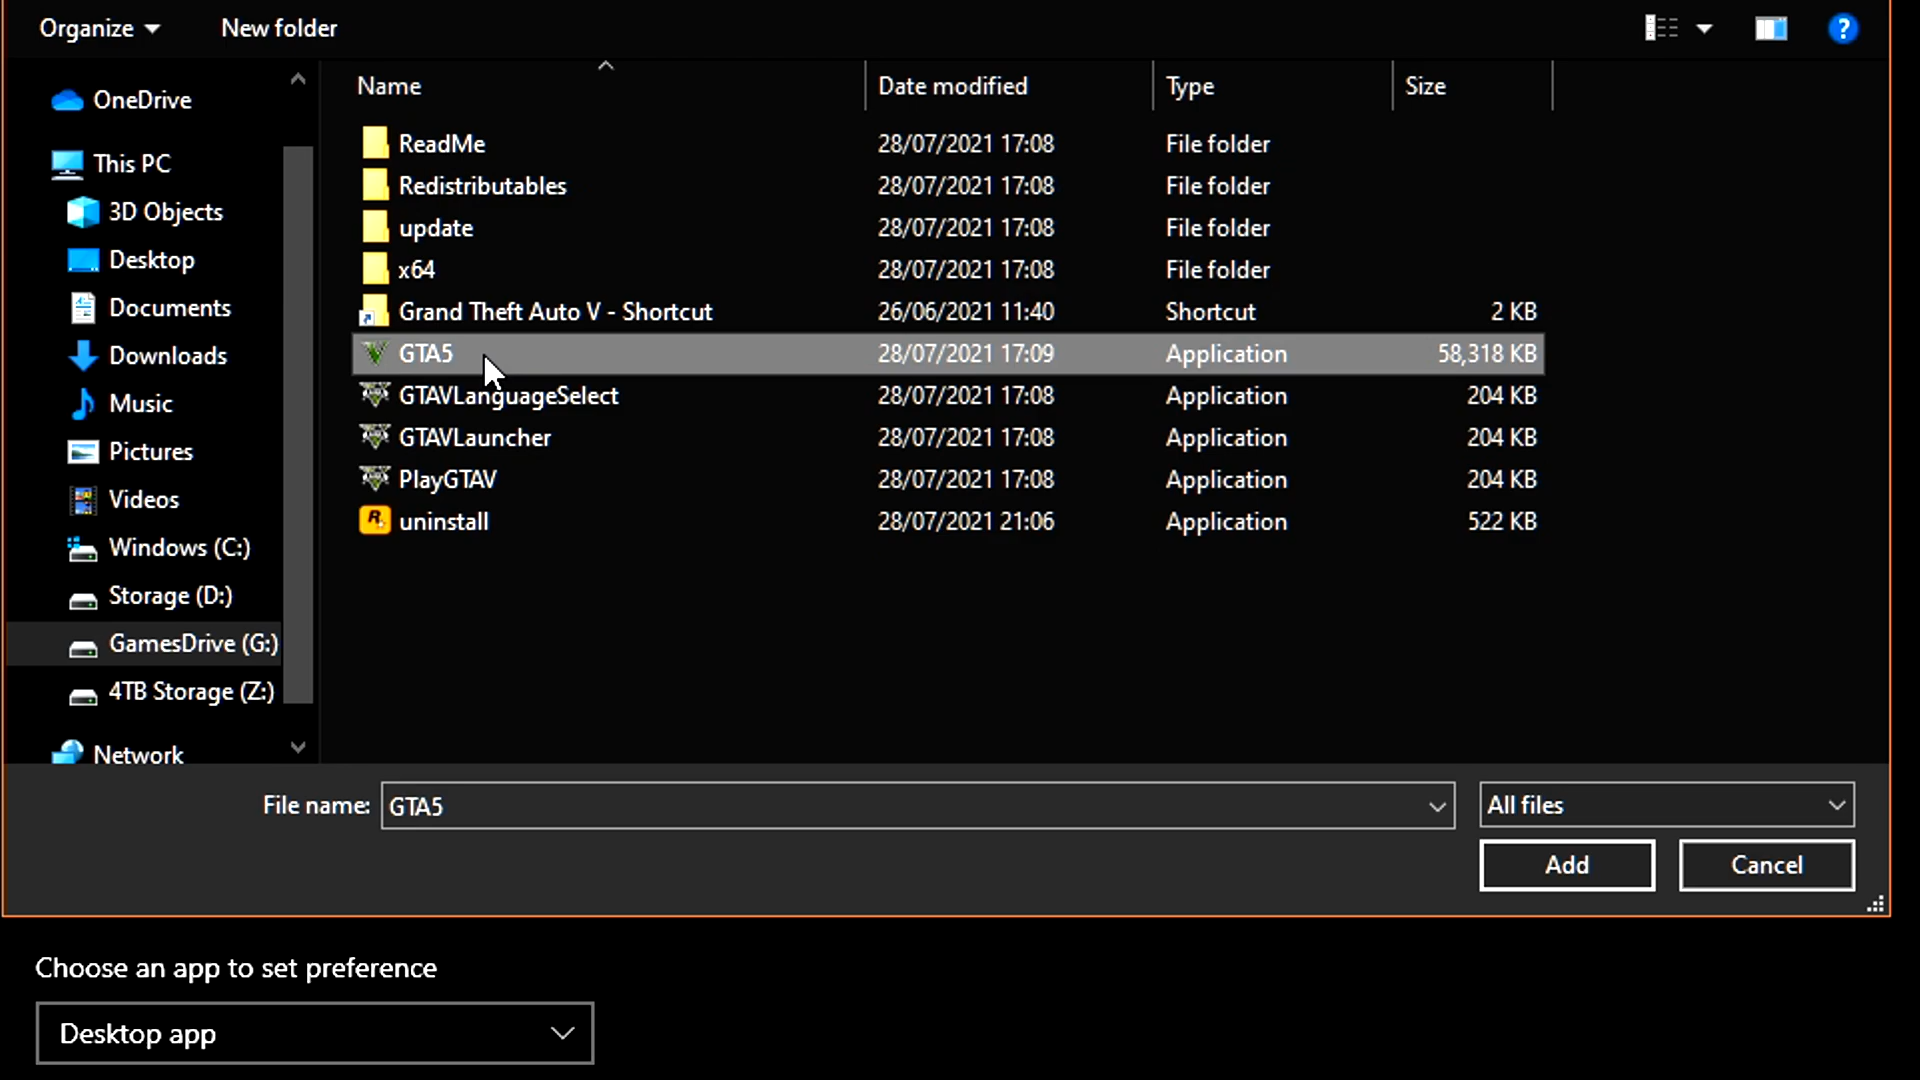 Organize New folder
Name Date modified Type Size
OneDrive
This PC
3D Objects
Desktop
Documents
Downloads
Music
Pictures
Videos
Windows (C:)
Storage (D:)
GamesDrive (G:)
4TB Storage (Z:)
Network
ReadMe 28/07/2021 17:08 File folder
Redistributables 28/07/2021 17:08 File folder
update 28/07/2021 17:08 File folder
x64 28/07/2021 17:08 File folder
Grand Theft Auto V - Shortcut 26/06/2021 11:40 Shortcut 2 KB
GTA5 28/07/2021 17:09 Application 58,318 KB
GTAVLanguageSelect 28/07/2021 17:08 Application 204 KB
GTAVLauncher 28/07/2021 17:08 Application 204 KB
PlayGTAV 28/07/2021 17:08 Application 204 KB
uninstall 28/07/2021 21:06 Application 522 KB
File name: GTA5 All files
Add Cancel
Choose an app to set preference
Desktop app